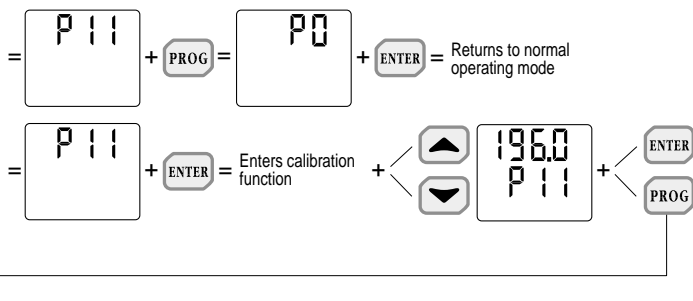 = P11 + PROG = P0 + ENTER = Returns to normal
operating mode
= P11 + ENTER = Enters calibration
function
+ 196.0
P11 + ENTER
PROG